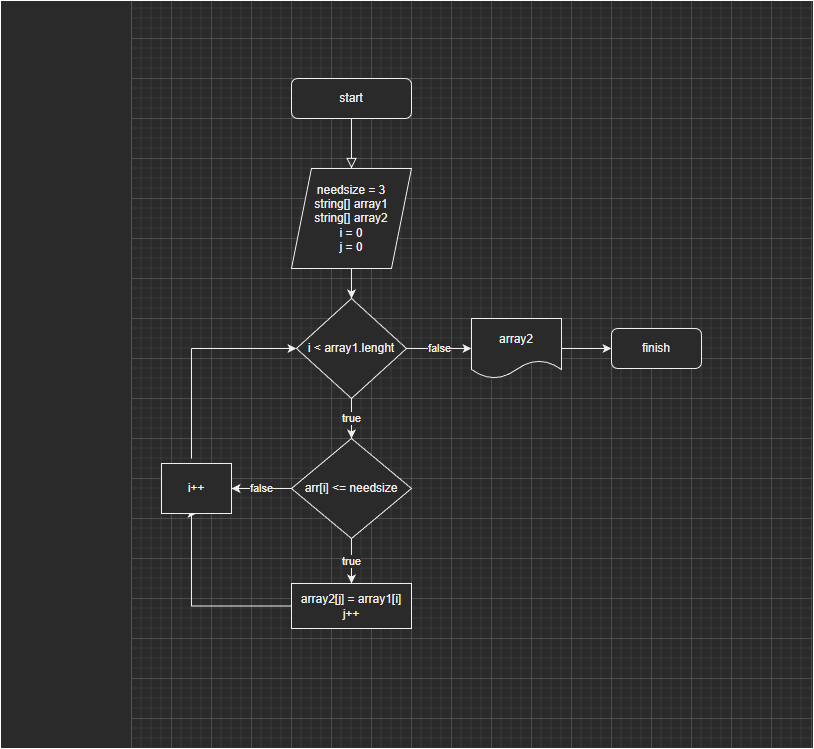 start
needsize = 3
string[] array1
string[] array2
i = 0
j = 0
i < array1.lenght
false
array2
finish
true
i++
false
arr[i] <= needsize
true
array2[j] = array1[i]
j++